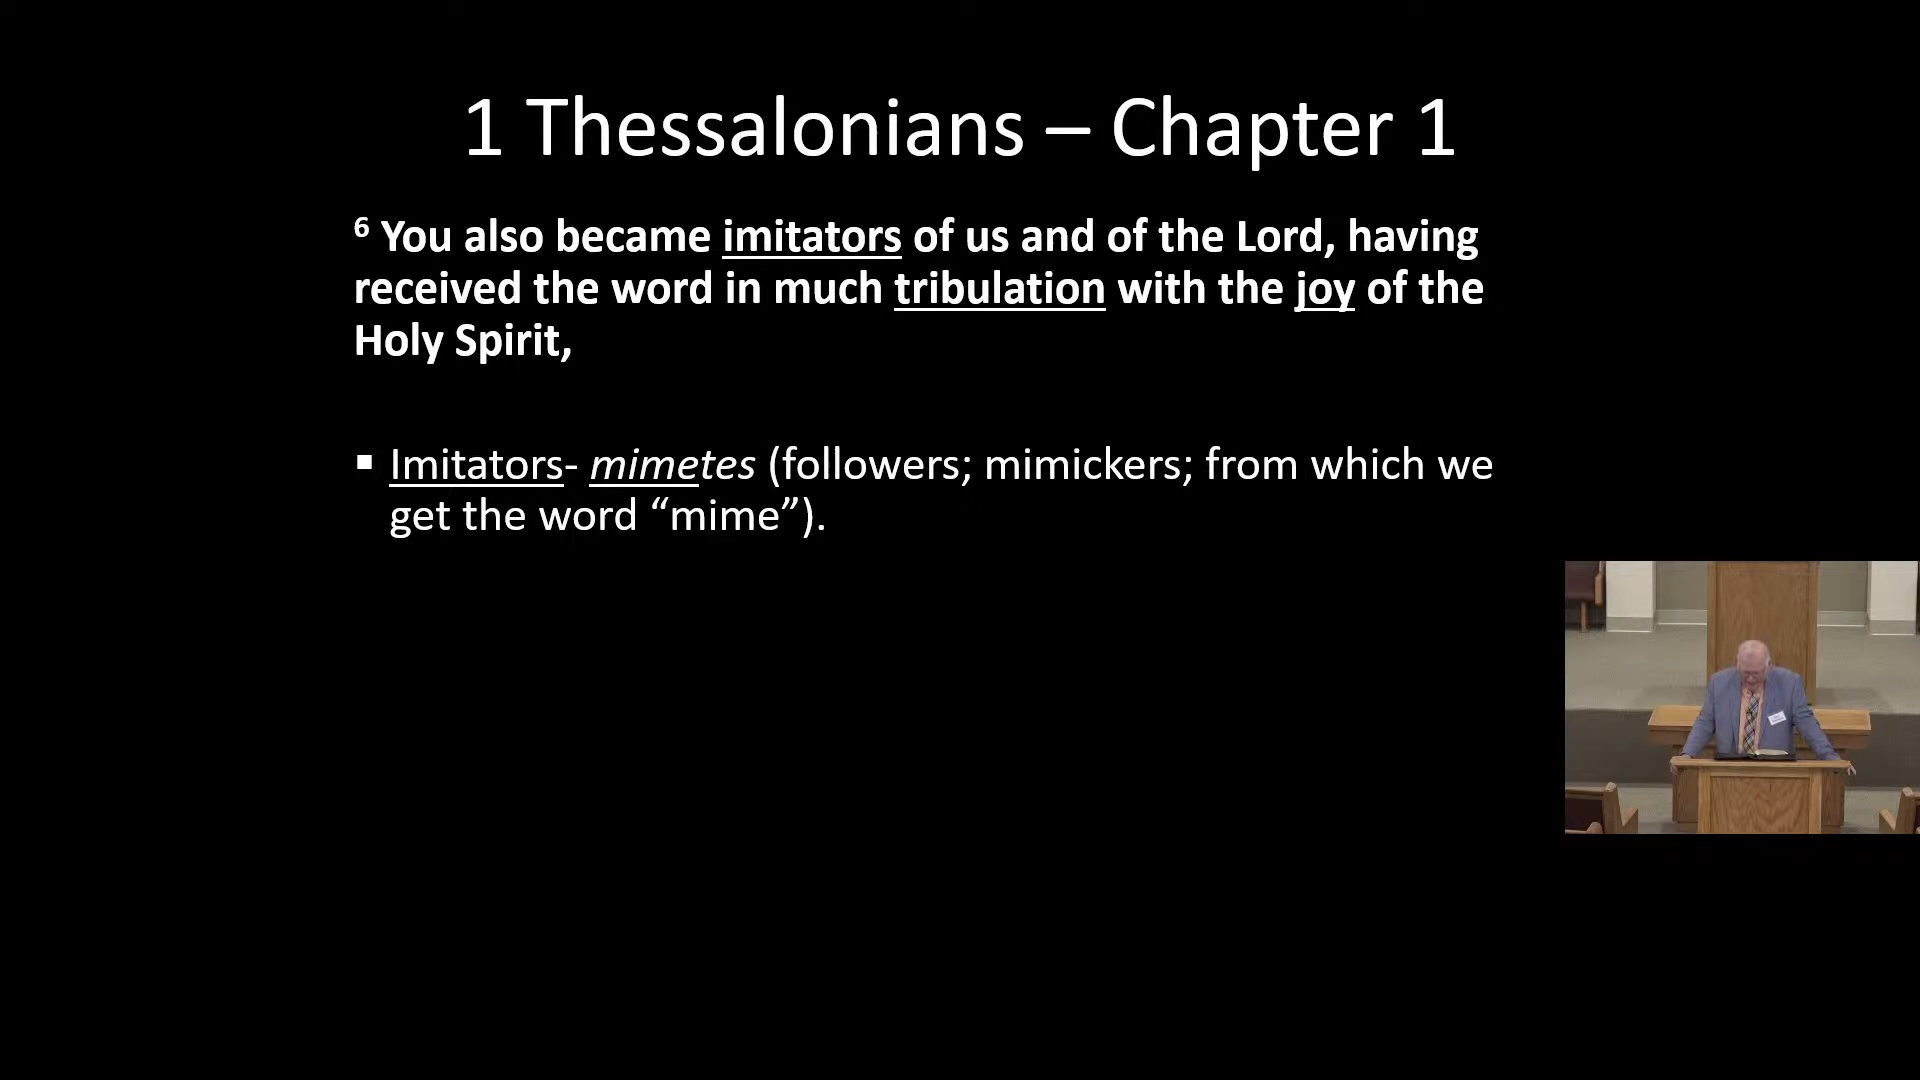 1 Thessalonians – Chapter 1
⁶ You also became imitators of us and of the Lord, having
received the word in much tribulation with the joy of the
Holy Spirit,
▪ Imitators- mimetes (followers; mimickers; from which we
get the word “mime”).